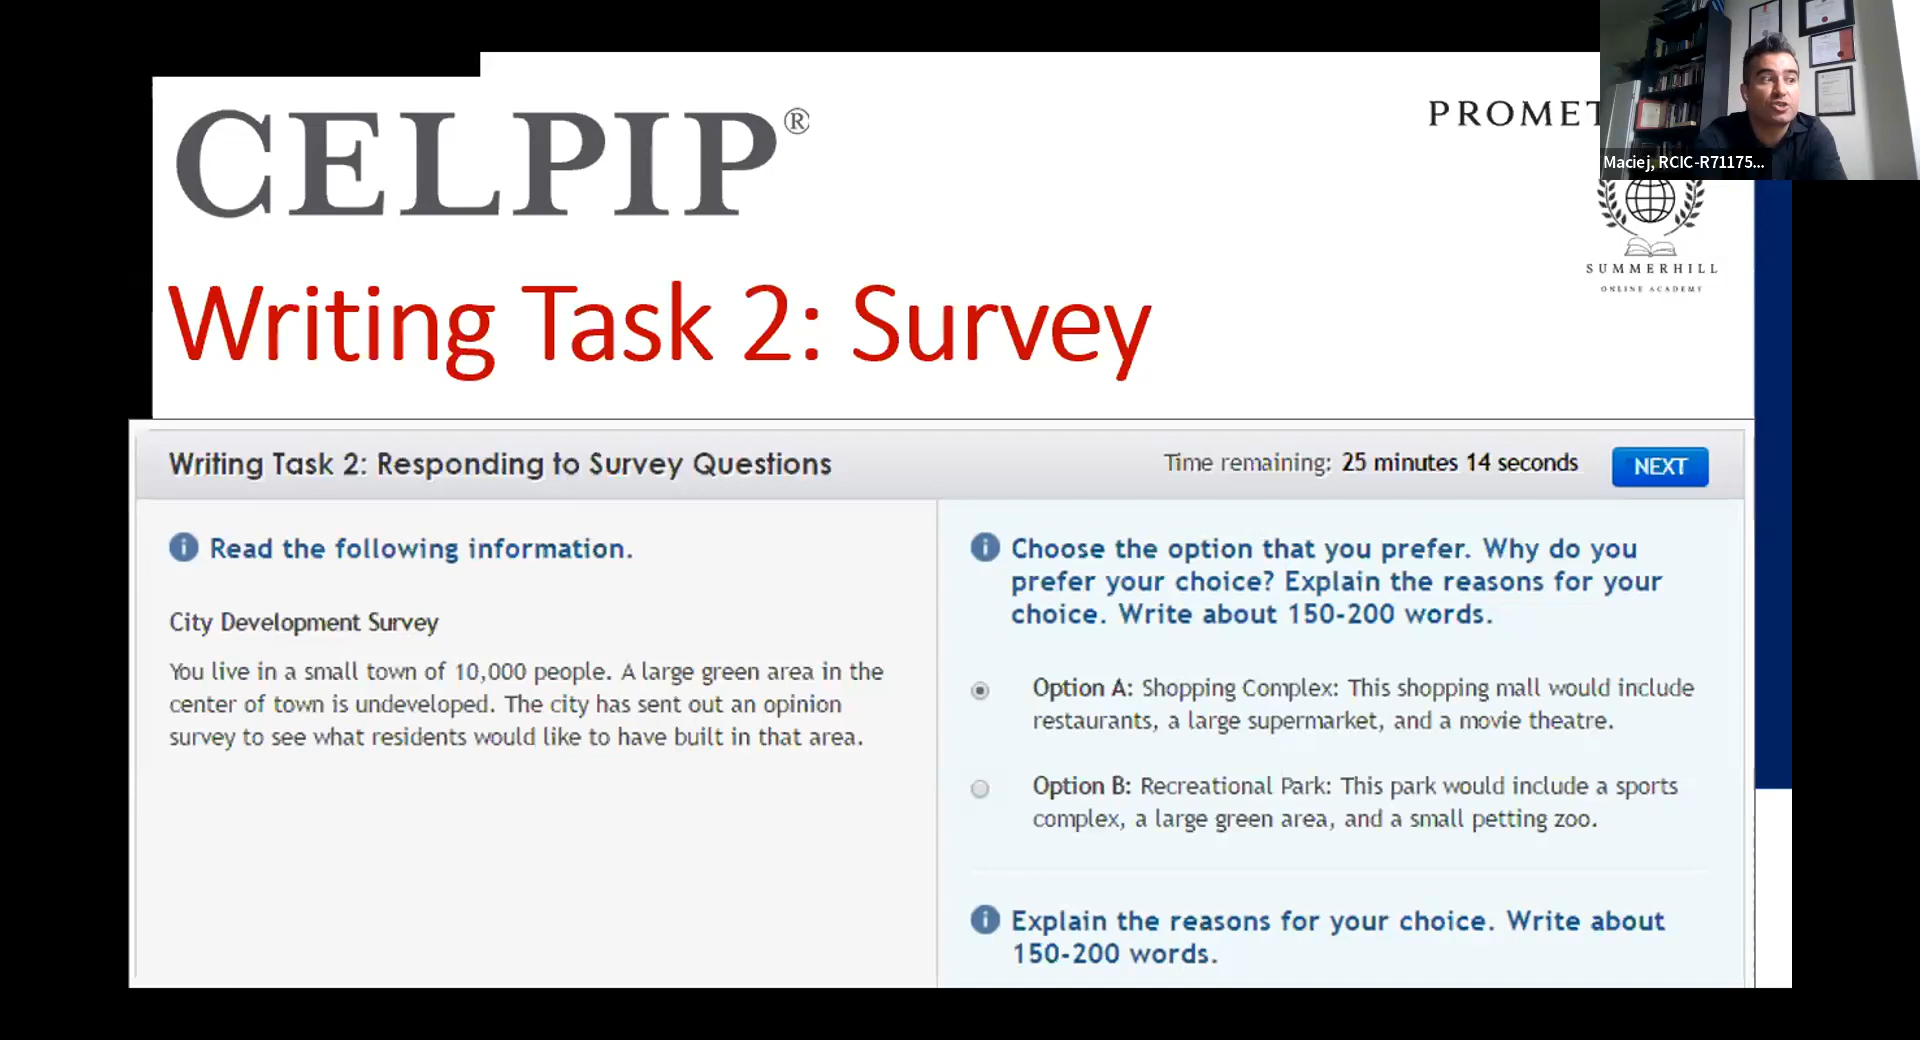 CELPIP®
PROMET
Maciej, RCIC-R71175...
SUMMERHILL
ONLINE ACADEMY
Writing Task 2: Survey
Writing Task 2: Responding to Survey Questions
Time remaining: 25 minutes 14 seconds
NEXT
Read the following information.
City Development Survey
You live in a small town of 10,000 people. A large green area in the
center of town is undeveloped. The city has sent out an opinion
survey to see what residents would like to have built in that area.
Choose the option that you prefer. Why do you
prefer your choice? Explain the reasons for your
choice. Write about 150-200 words.
Option A: Shopping Complex: This shopping mall would include
restaurants, a large supermarket, and a movie theatre.
Option B: Recreational Park: This park would include a sports
complex, a large green area, and a small petting zoo.
Explain the reasons for your choice. Write about
150-200 words.